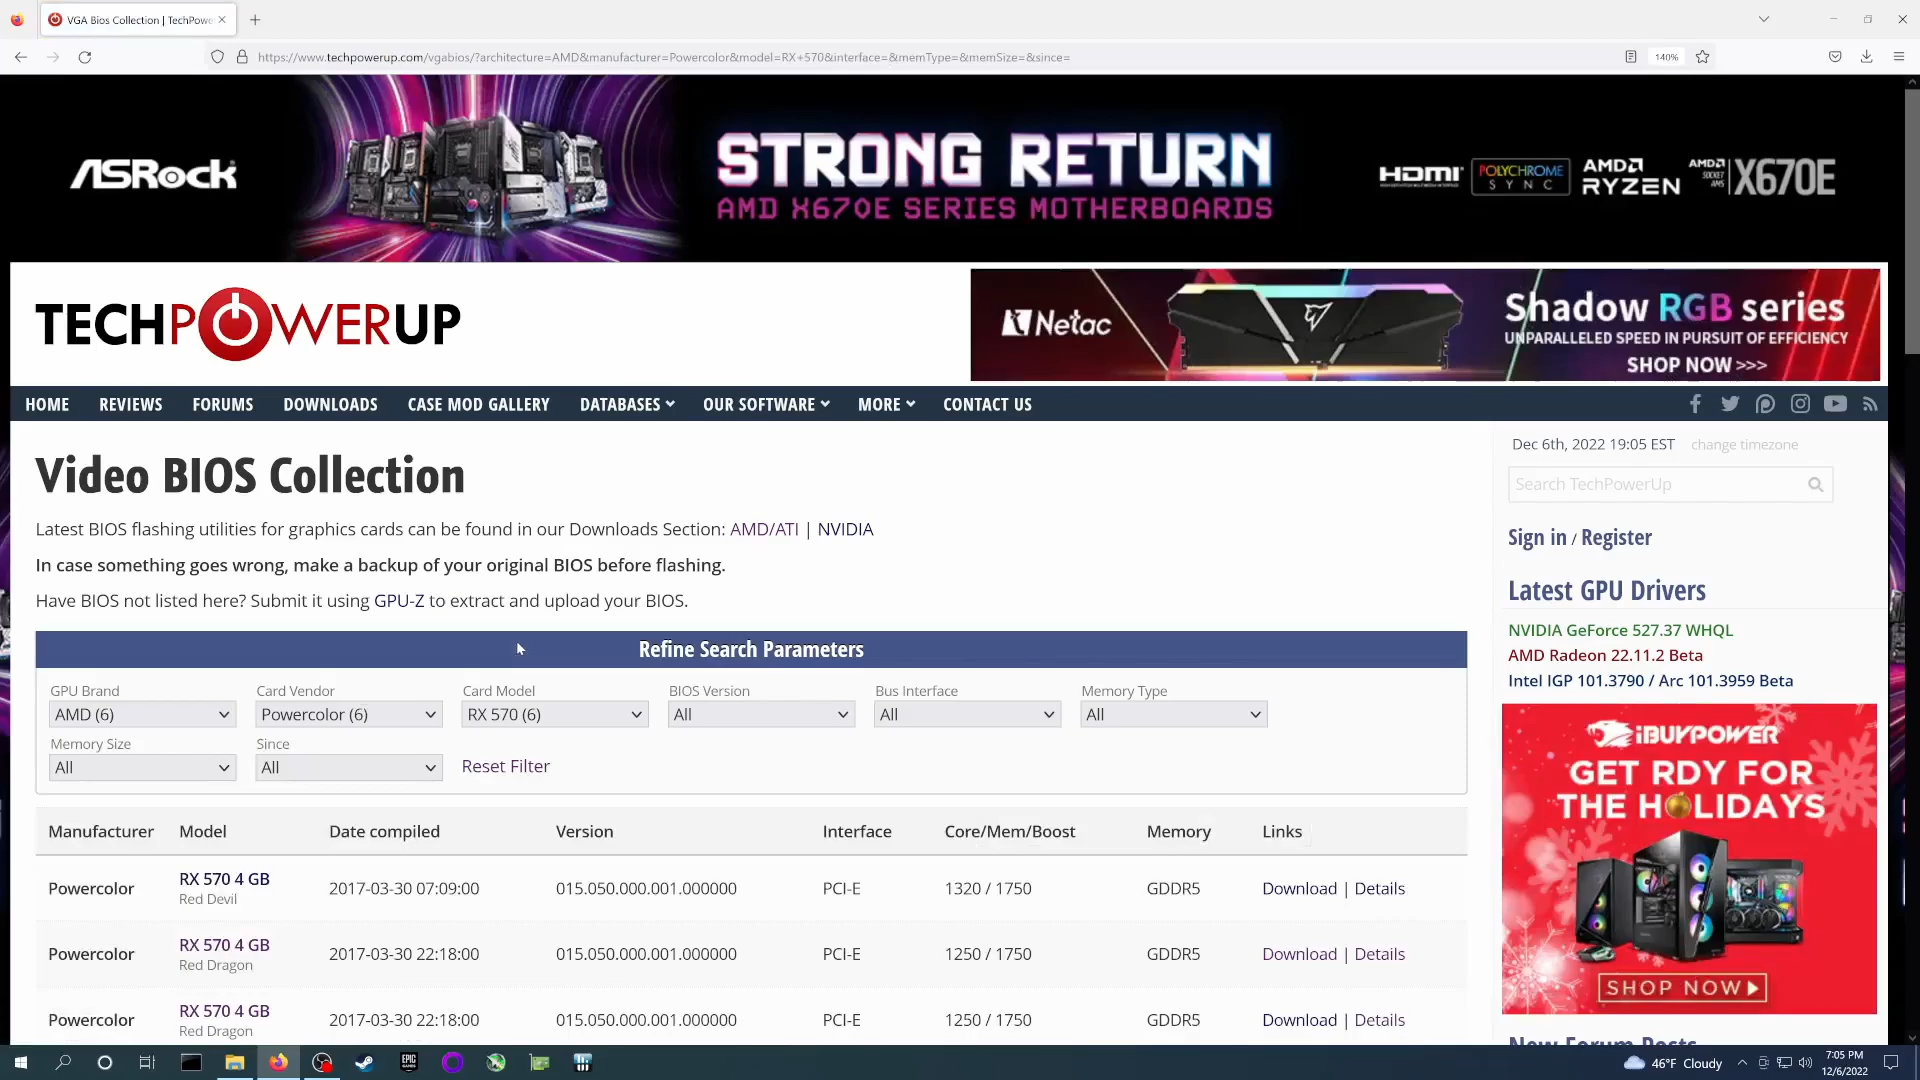 VGA Bios Collection | TechPowe
https://www.techpowerup.com/vgabios/?architecture=AMD&manufacturer=Powercolor&model=RX+570&interface=&memType=&memSize=&since=
140%
ASRock
STRONG RETURN
AMD X670E SERIES MOTHERBOARDS
HDMI
POLYCHROME
SYNC
AMD
RYZEN
AMD
SOCKET
AM5
X670E
TECHPOWERUP
Netac
Shadow RGB series
UNPARALLELED SPEED IN PURSUIT OF EFFICIENCY
SHOP NOW >>>
HOME REVIEWS FORUMS DOWNLOADS CASE MOD GALLERY DATABASES OUR SOFTWARE MORE CONTACT US
Video BIOS Collection
Latest BIOS flashing utilities for graphics cards can be found in our Downloads Section: AMD/ATI | NVIDIA
In case something goes wrong, make a backup of your original BIOS before flashing.
Have BIOS not listed here? Submit it using GPU-Z to extract and upload your BIOS.
Refine Search Parameters
GPU Brand Card Vendor Card Model BIOS Version Bus Interface Memory Type
AMD (6) Powercolor (6) RX 570 (6) All All All
Memory Size Since
All All Reset Filter
Manufacturer Model Date compiled Version Interface Core/Mem/Boost Memory Links
Powercolor RX 570 4 GB 2017-03-30 07:09:00 015.050.000.001.000000 PCI-E 1320 / 1750 GDDR5 Download | Details
Red Devil
Powercolor RX 570 4 GB 2017-03-30 22:18:00 015.050.000.001.000000 PCI-E 1250 / 1750 GDDR5 Download | Details
Red Dragon
Powercolor RX 570 4 GB 2017-03-30 22:18:00 015.050.000.001.000000 PCI-E 1250 / 1750 GDDR5 Download | Details
Red Dragon
Dec 6th, 2022 19:05 EST change timezone
Search TechPowerUp
Sign in / Register
Latest GPU Drivers
NVIDIA GeForce 527.37 WHQL
AMD Radeon 22.11.2 Beta
Intel IGP 101.3790 / Arc 101.3959 Beta
iBUYPOWER
GET RDY FOR
THE HOLIDAYS
SHOP NOW
New Forum Posts
EPIC
GAMES
46°F Cloudy
7:05 PM
12/6/2022